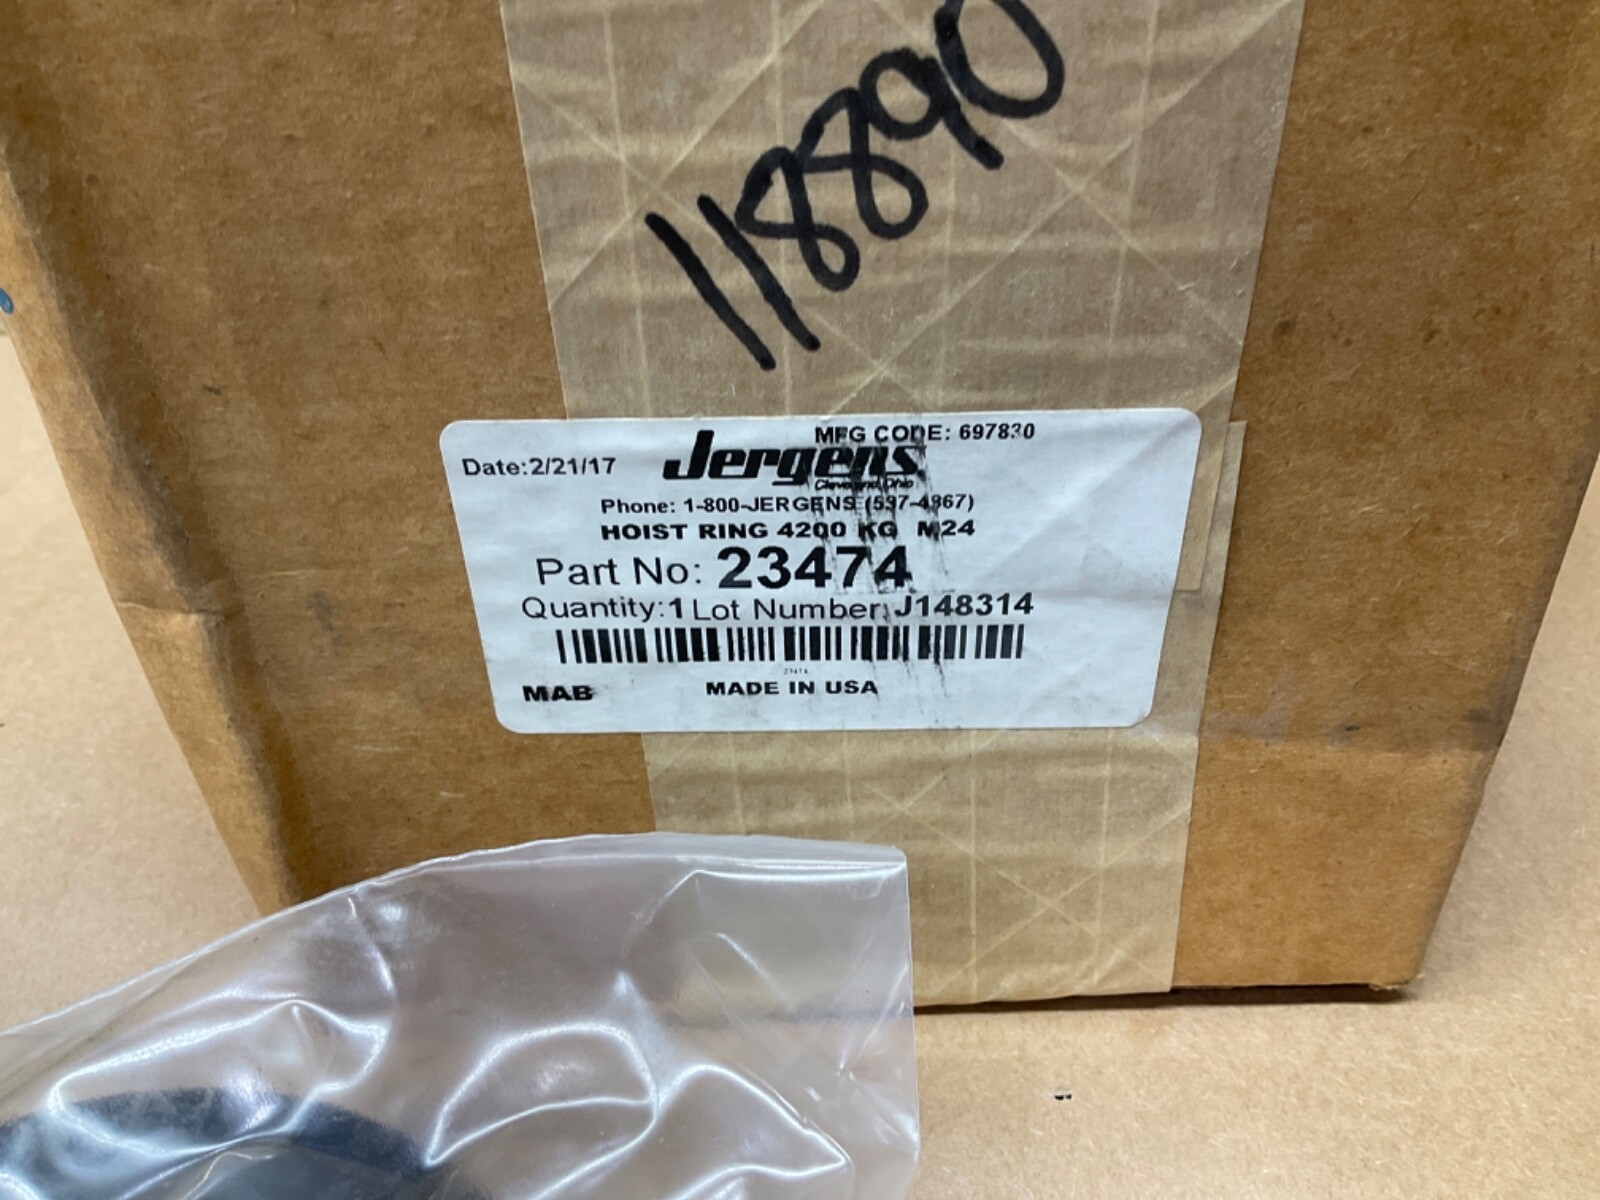 11890
MFG CODE: 697830
Date:2/21/17 Jergens
Cleveland, Ohio
Phone: 1-800-JERGENS (537-4367)
HOIST RING 4200 KG M24
Part No: 23474
Quantity:1 Lot Number: J148314
23474
MAB MADE IN USA